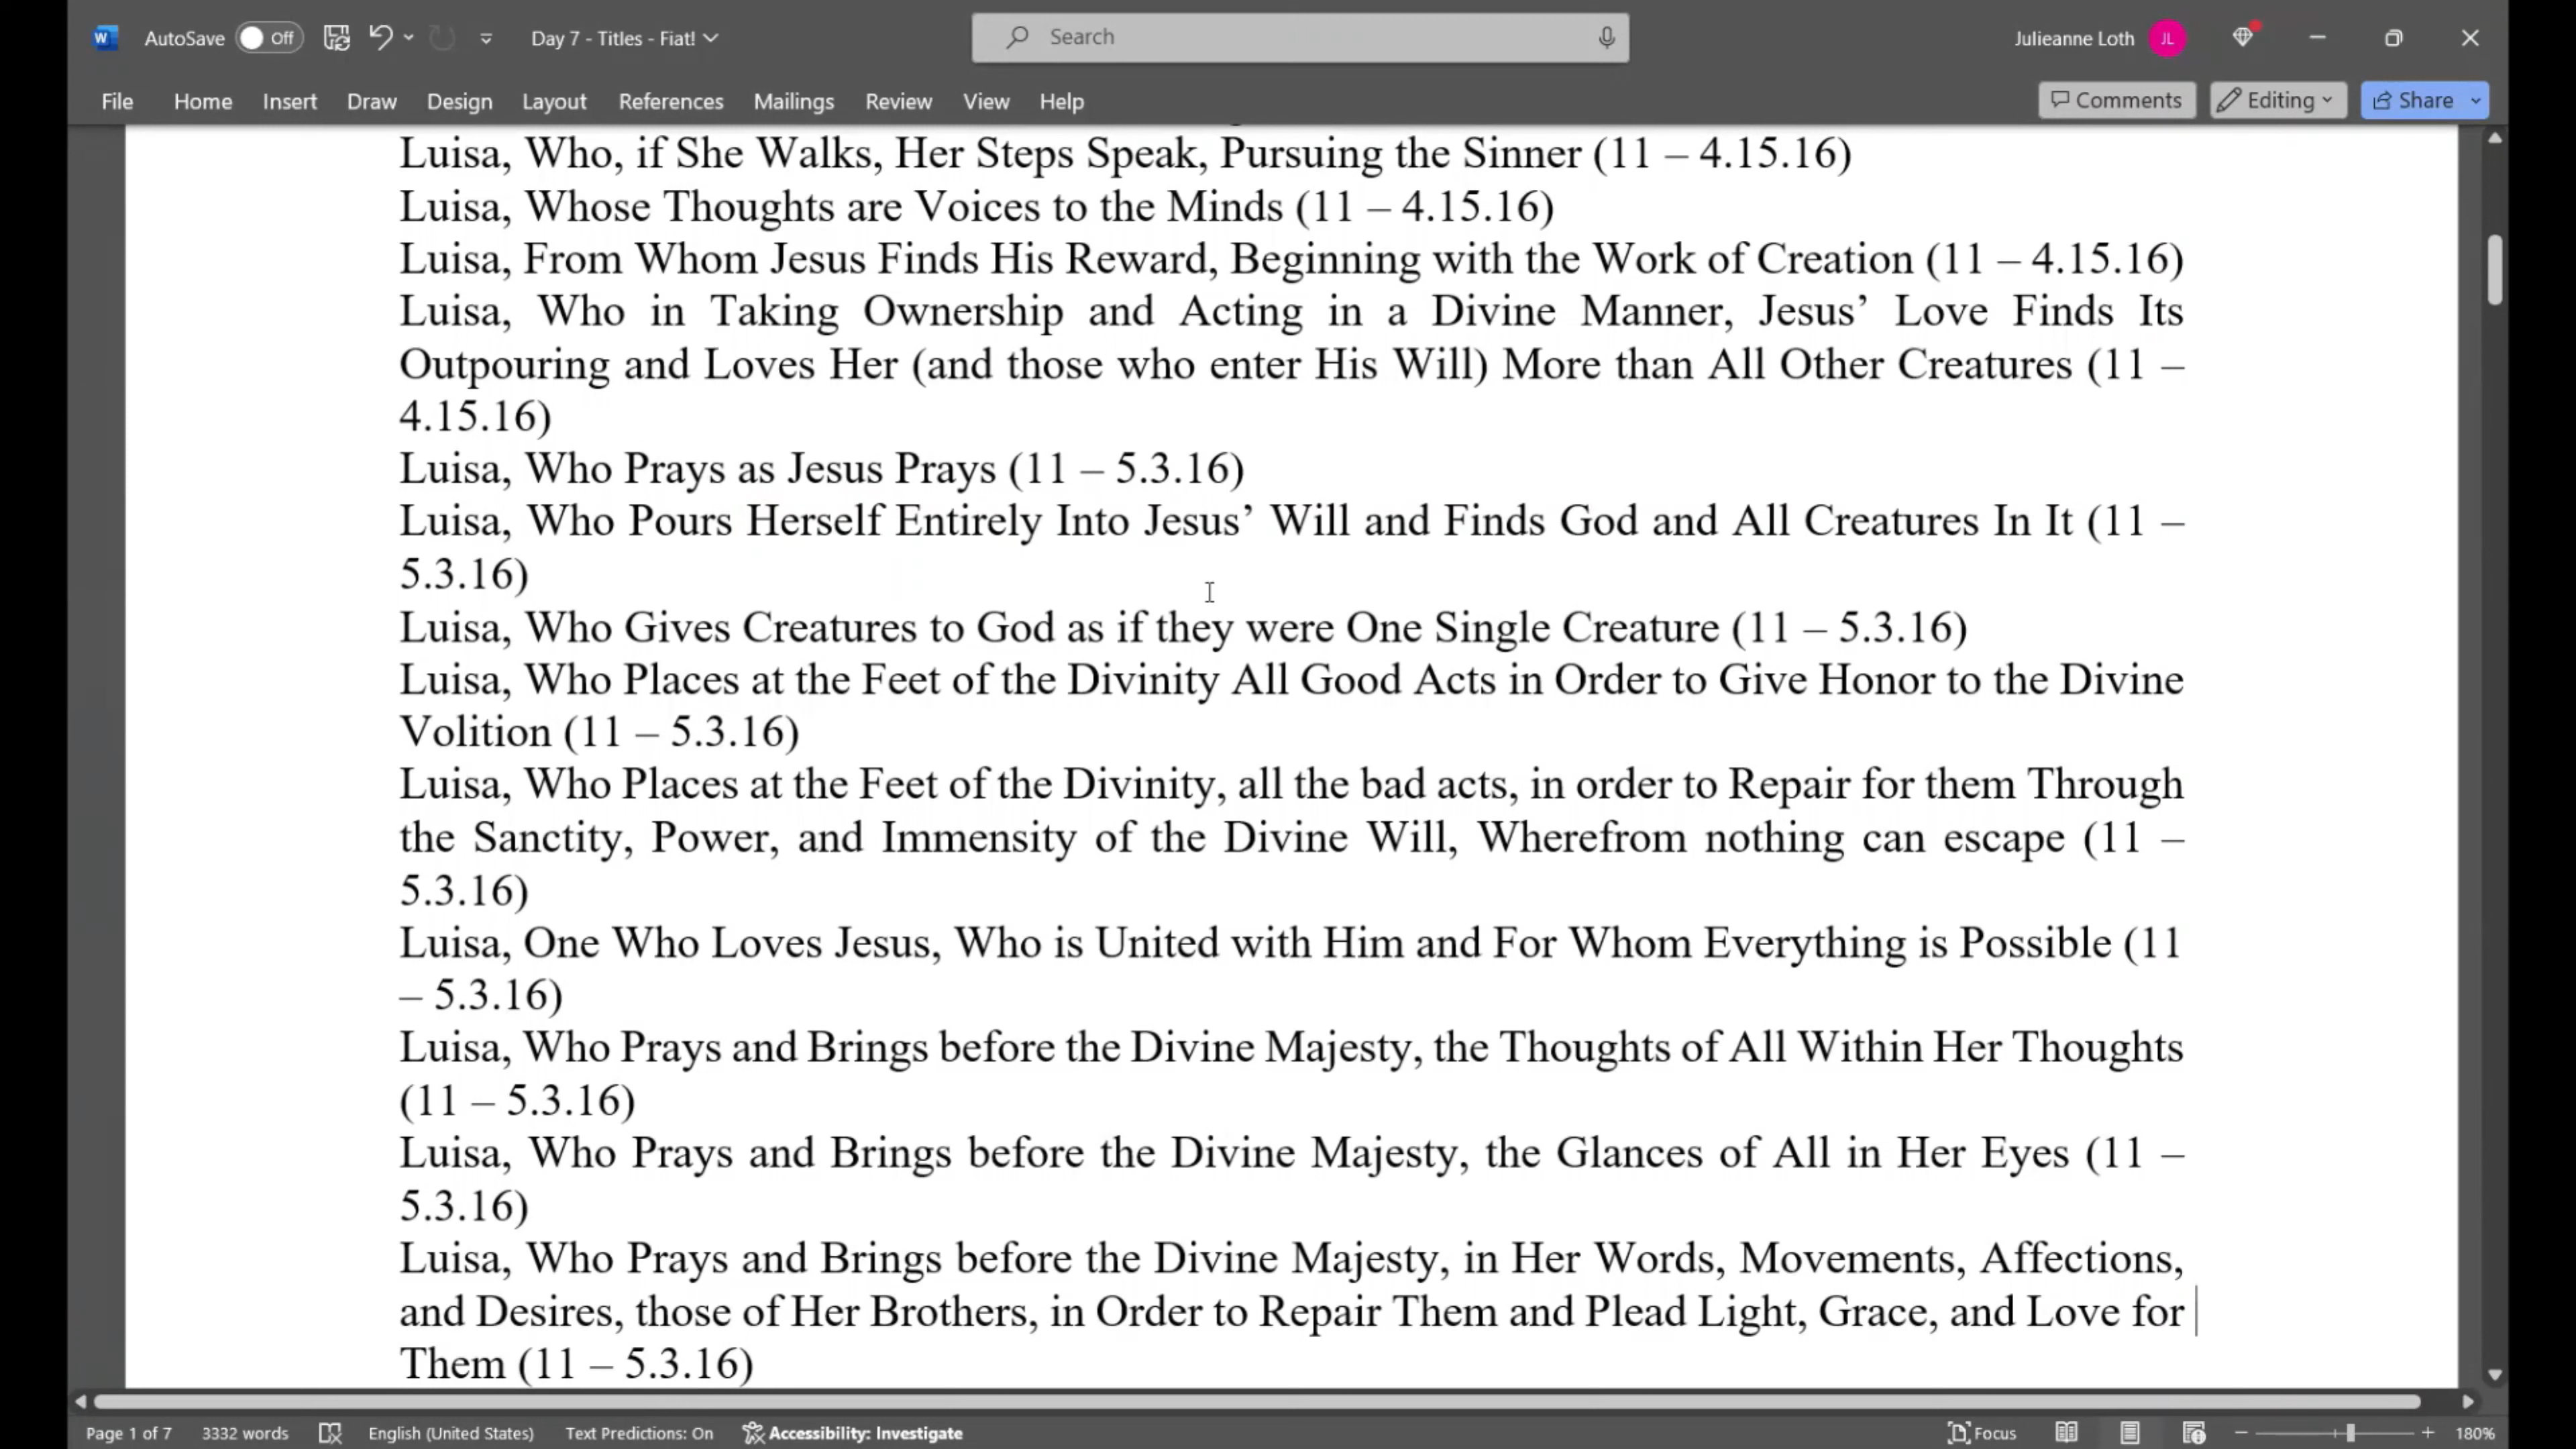 AutoSave Off Day 7 - Titles - Fiat! Search Julieanne Loth JL
File Home Insert Draw Design Layout References Mailings Review View Help Comments Editing Share
Luisa, Who, if She Walks, Her Steps Speak, Pursuing the Sinner (11 – 4.15.16)
Luisa, Whose Thoughts are Voices to the Minds (11 – 4.15.16)
Luisa, From Whom Jesus Finds His Reward, Beginning with the Work of Creation (11 – 4.15.16)
Luisa, Who in Taking Ownership and Acting in a Divine Manner, Jesus’ Love Finds Its
Outpouring and Loves Her (and those who enter His Will) More than All Other Creatures (11 –
4.15.16)
Luisa, Who Prays as Jesus Prays (11 – 5.3.16)
Luisa, Who Pours Herself Entirely Into Jesus’ Will and Finds God and All Creatures In It (11 –
5.3.16)
Luisa, Who Gives Creatures to God as if they were One Single Creature (11 – 5.3.16)
Luisa, Who Places at the Feet of the Divinity All Good Acts in Order to Give Honor to the Divine
Volition (11 – 5.3.16)
Luisa, Who Places at the Feet of the Divinity, all the bad acts, in order to Repair for them Through
the Sanctity, Power, and Immensity of the Divine Will, Wherefrom nothing can escape (11 –
5.3.16)
Luisa, One Who Loves Jesus, Who is United with Him and For Whom Everything is Possible (11
– 5.3.16)
Luisa, Who Prays and Brings before the Divine Majesty, the Thoughts of All Within Her Thoughts
(11 – 5.3.16)
Luisa, Who Prays and Brings before the Divine Majesty, the Glances of All in Her Eyes (11 –
5.3.16)
Luisa, Who Prays and Brings before the Divine Majesty, in Her Words, Movements, Affections,
and Desires, those of Her Brothers, in Order to Repair Them and Plead Light, Grace, and Love for
Them (11 – 5.3.16)
Page 1 of 7 3332 words English (United States) Text Predictions: On Accessibility: Investigate Focus 180%